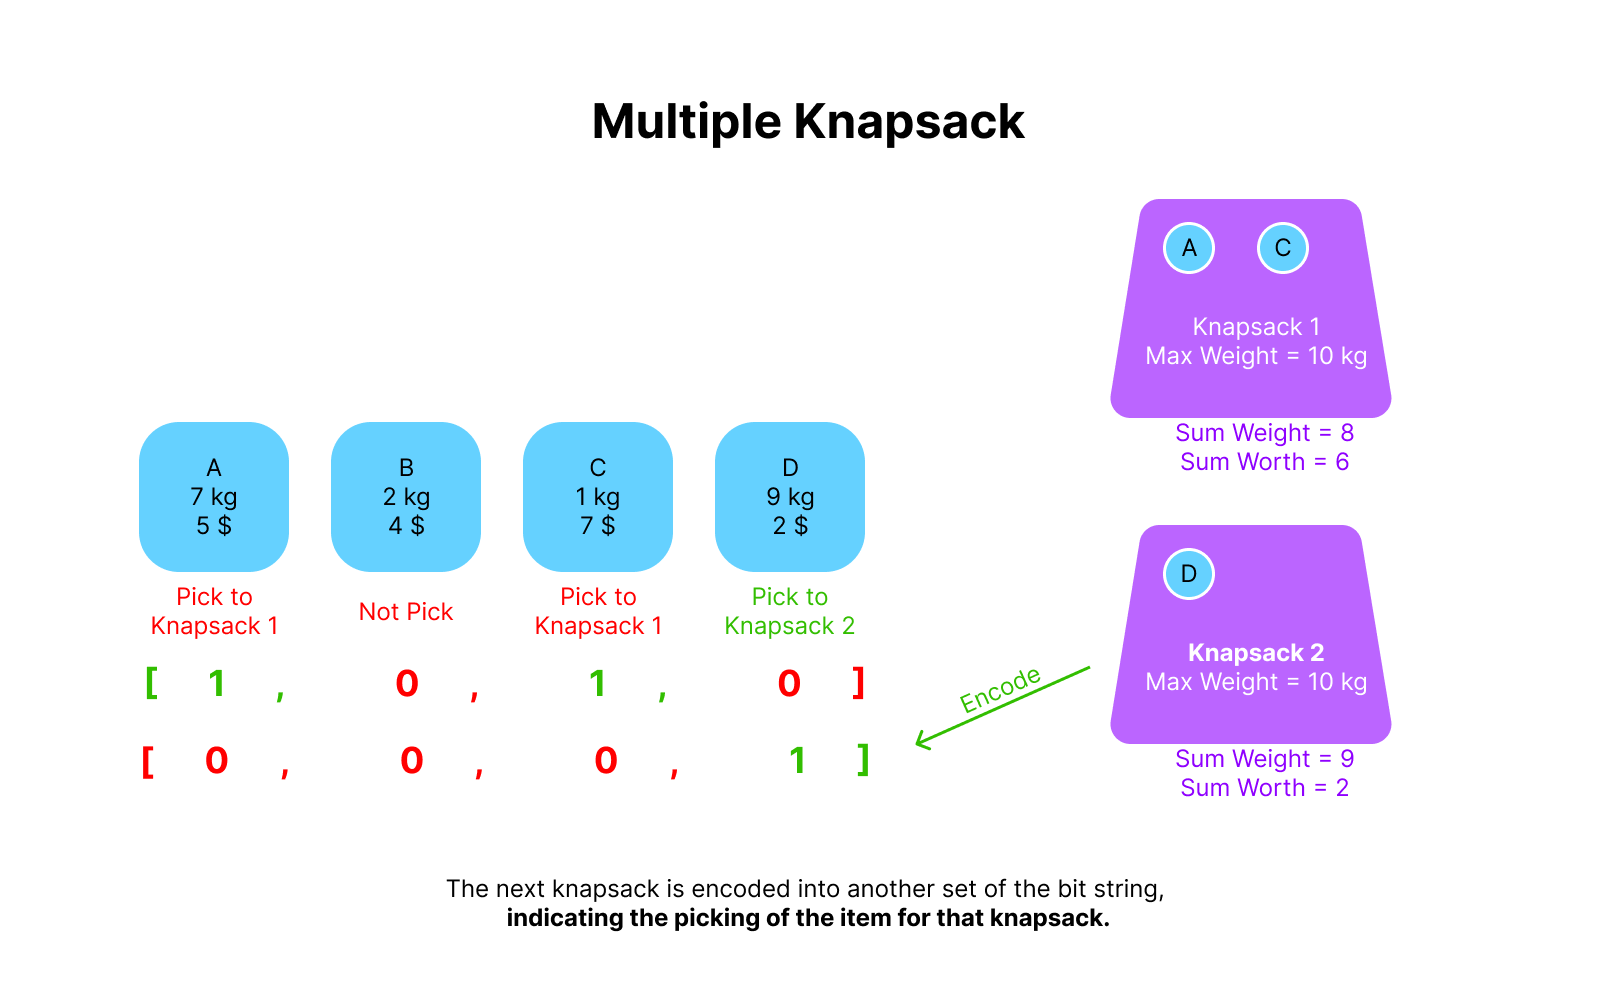 Multiple Knapsack
A
C
Knapsack 1
Max Weight = 10 kg
Sum Weight = 8
Sum Worth = 6
A
7 kg
5 $
B
2 kg
4 $
C
1 kg
7 $
D
9 kg
2 $
Pick to
Knapsack 1
Not Pick
Pick to
Knapsack 1
Pick to
Knapsack 2
[ 1 , 0 , 1 , 0 ]
[ 0 , 0 , 0 , 1 ]
Encode
D
Knapsack 2
Max Weight = 10 kg
Sum Weight = 9
Sum Worth = 2
The next knapsack is encoded into another set of the bit string,
indicating the picking of the item for that knapsack.